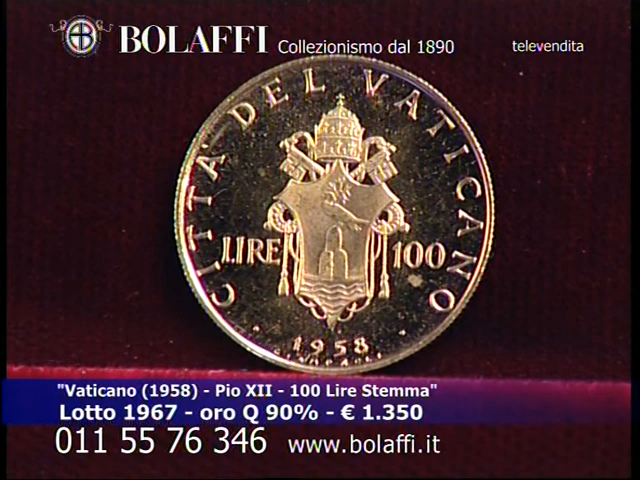 BOLAFFI Collezionismo dal 1890
televendita
CITTÀ DEL VATICANO
LIRE 100
1958
"Vaticano (1958) - Pio XII - 100 Lire Stemma"
Lotto 1967 - oro Q 90% - € 1.350
011 55 76 346 www.bolaffi.it